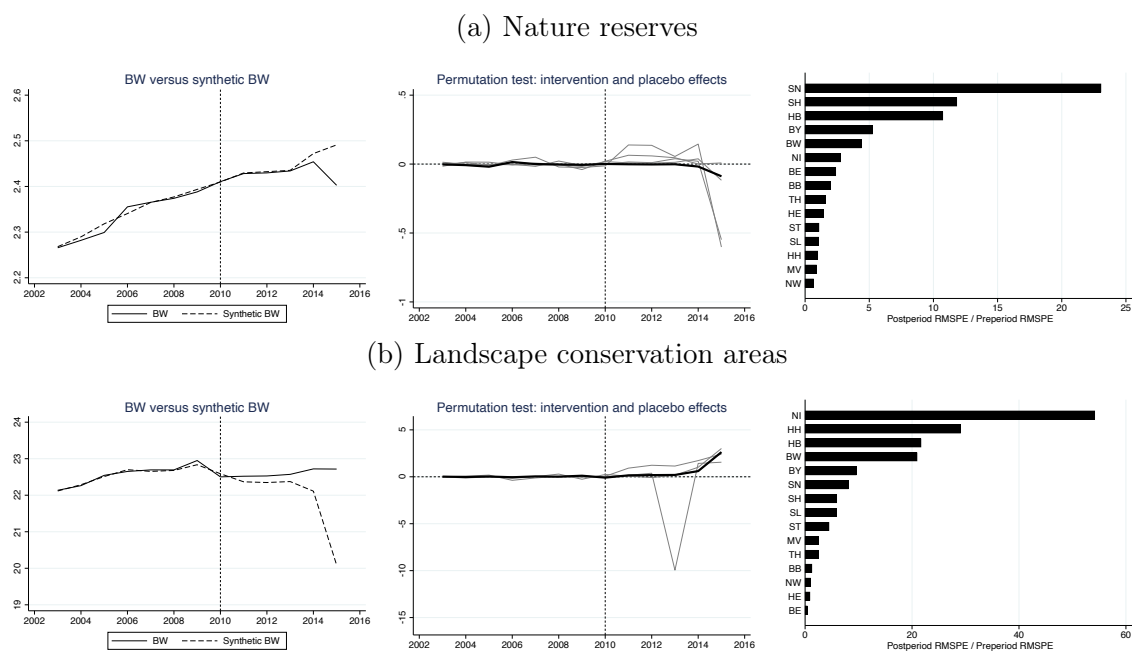 (a) Nature reserves
BW versus synthetic BW
2.6
2.5
2.4
2.3
2.2
2002 2004 2006 2008 2010 2012 2014 2016
BW Synthetic BW
Permutation test: intervention and placebo effects
.5
0
-.5
-1
2002 2004 2006 2008 2010 2012 2014 2016
SN
SH
HB
BY
BW
NI
BE
BB
TH
HE
ST
SL
HH
MV
NW
0 5 10 15 20 25
Postperiod RMSPE / Preperiod RMSPE
(b) Landscape conservation areas
BW versus synthetic BW
24
23
22
21
20
19
2002 2004 2006 2008 2010 2012 2014 2016
BW Synthetic BW
Permutation test: intervention and placebo effects
5
0
-5
-10
-15
2002 2004 2006 2008 2010 2012 2014 2016
NI
HH
HB
BW
BY
SN
SH
SL
ST
MV
TH
BB
NW
HE
BE
0 20 40 60
Postperiod RMSPE / Preperiod RMSPE